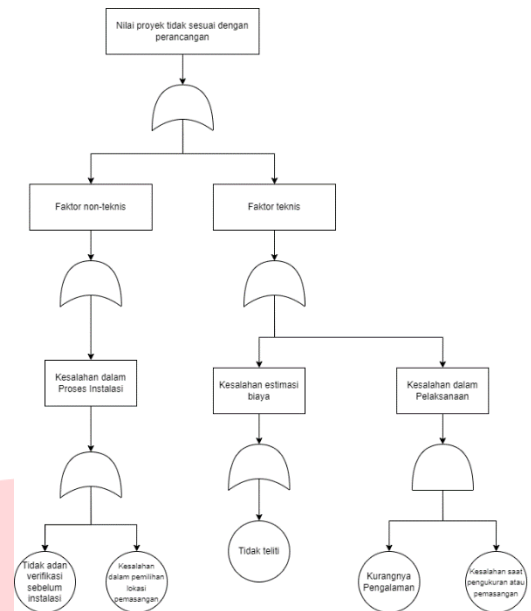 Nilai proyek tidak sesuai dengan
perancangan
Faktor non-teknis
Faktor teknis
Kesalahan dalam
Proses Instalasi
Kesalahan estimasi
biaya
Kesalahan dalam
Pelaksanaan
Tidak adan
verifikasi
sebelum
instalasi
Kesalahan
dalam pemilihan
lokasi
pemasangan
Tidak teliti
Kurangnya
Pengalaman
Kesalahan saat
pengukuran atau
pemasangan